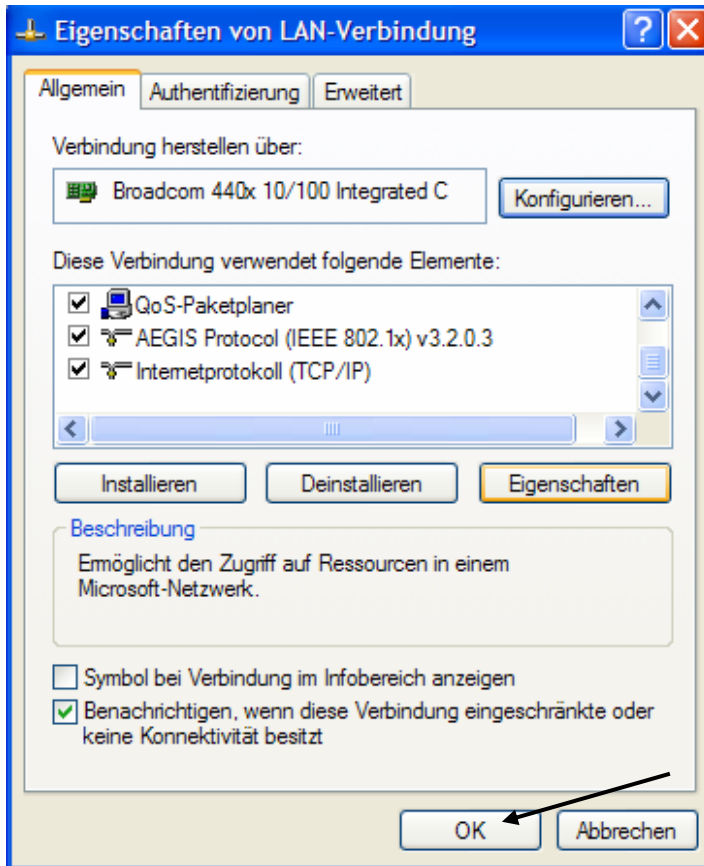 Eigenschaften von LAN-Verbindung
Allgemein Authentifizierung Erweitert
Verbindung herstellen über:
Broadcom 440x 10/100 Integrated C Konfigurieren...
Diese Verbindung verwendet folgende Elemente:
QoS-Paketplaner
AEGIS Protocol (IEEE 802.1x) v3.2.0.3
Internetprotokoll (TCP/IP)
Installieren Deinstallieren Eigenschaften
Beschreibung
Ermöglicht den Zugriff auf Ressourcen in einem
Microsoft-Netzwerk.
Symbol bei Verbindung im Infobereich anzeigen
Benachrichtigen, wenn diese Verbindung eingeschränkte oder
keine Konnektivität besitzt
OK Abbrechen